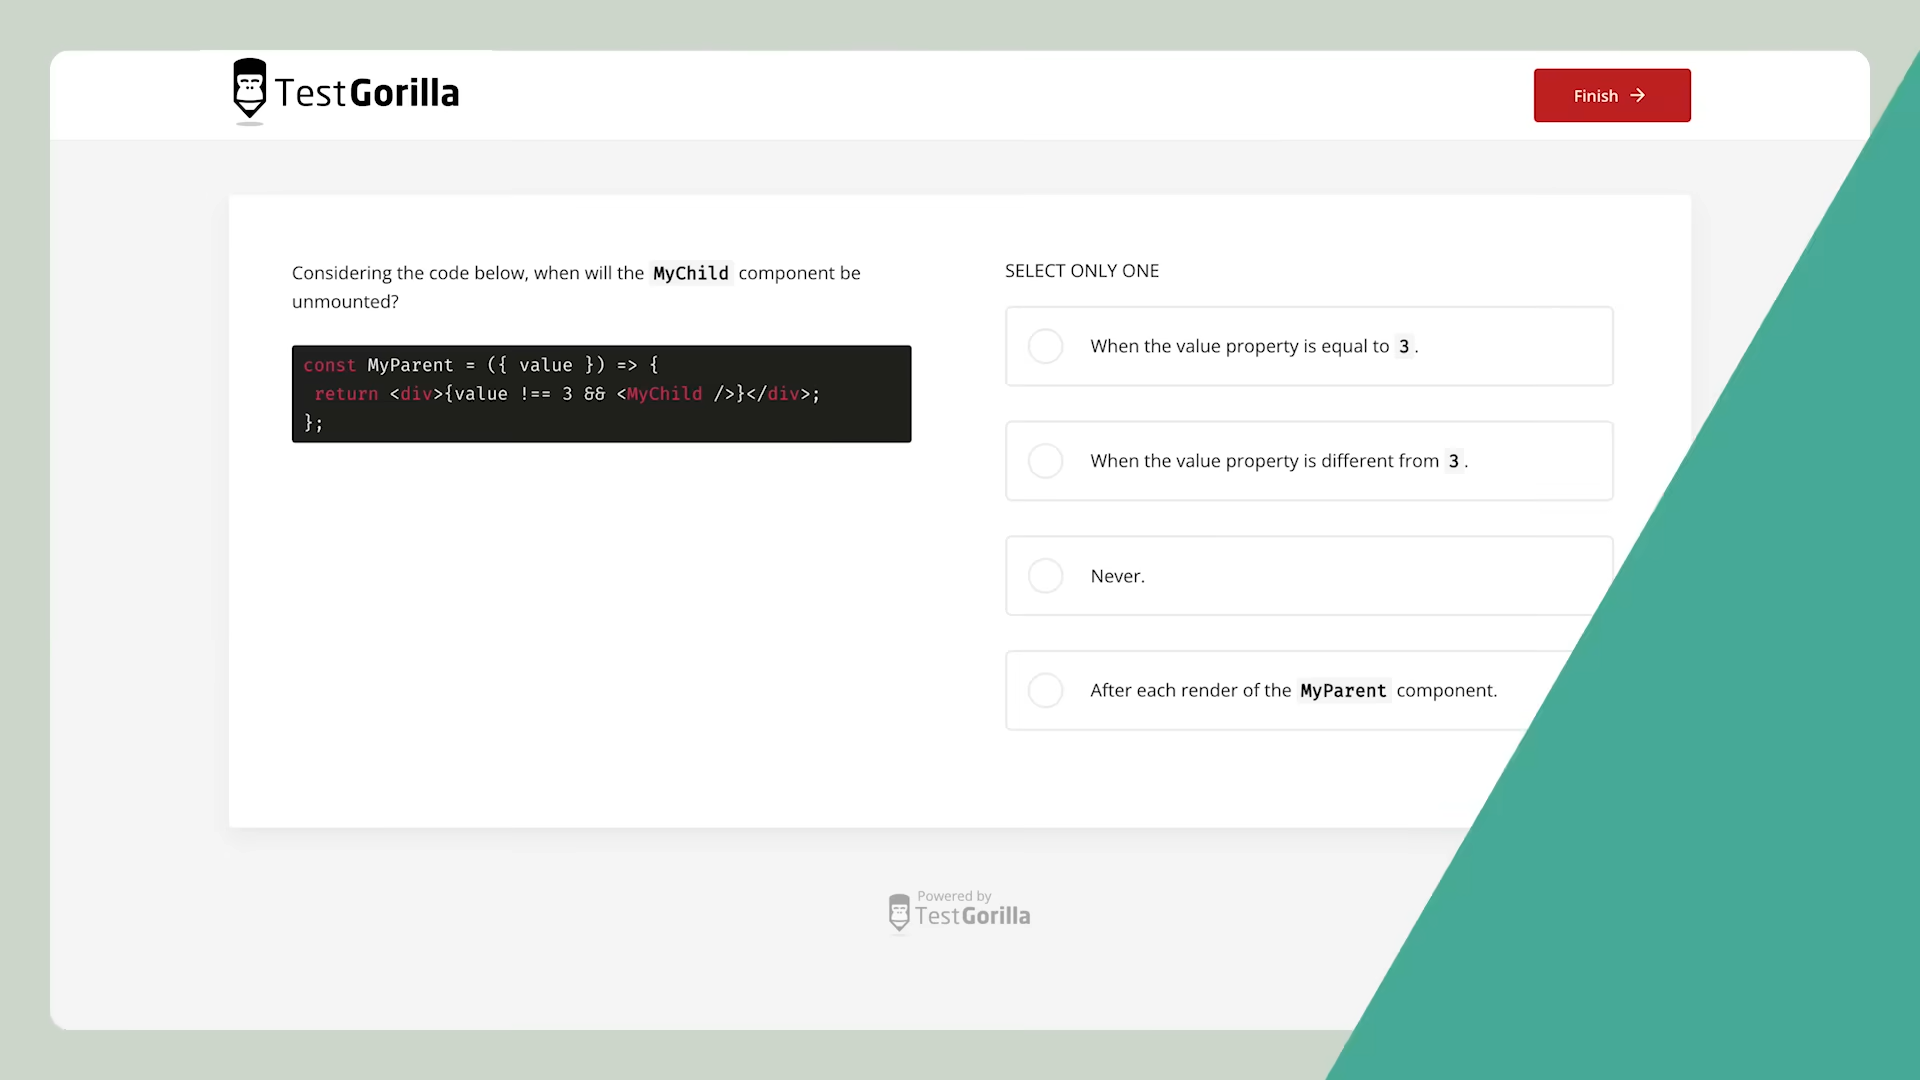 TestGorilla
Finish
Considering the code below, when will the MyChild component be
unmounted?
const MyParent = ({ value }) => {
return <div>{value !== 3 && <MyChild />}</div>;
};
SELECT ONLY ONE
When the value property is equal to 3.
When the value property is different from 3.
Never.
After each render of the MyParent component.
Powered by
TestGorilla